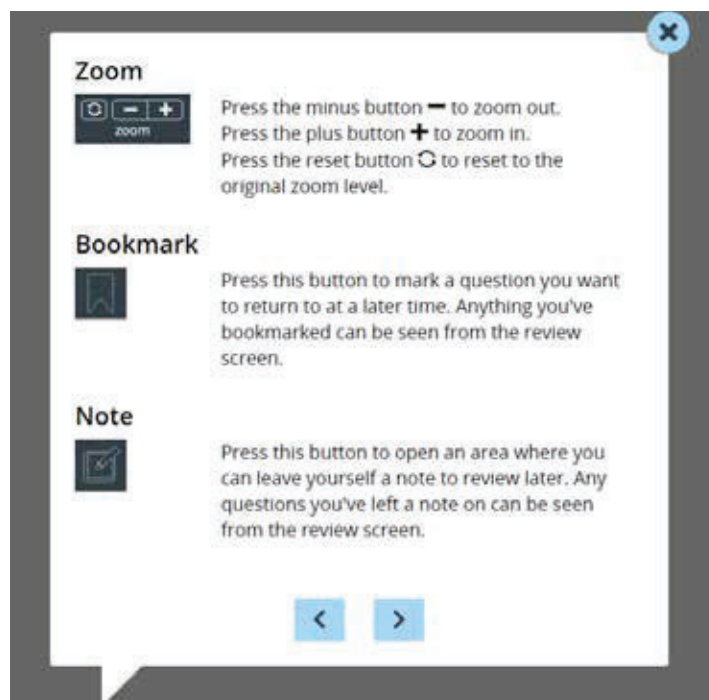 Zoom
zoom
Press the minus button − to zoom out.
Press the plus button + to zoom in.
Press the reset button to reset to the
original zoom level.
Bookmark
Press this button to mark a question you want
to return to at a later time. Anything you've
bookmarked can be seen from the review
screen.
Note
Press this button to open an area where you
can leave yourself a note to review later. Any
questions you've left a note on can be seen
from the review screen.